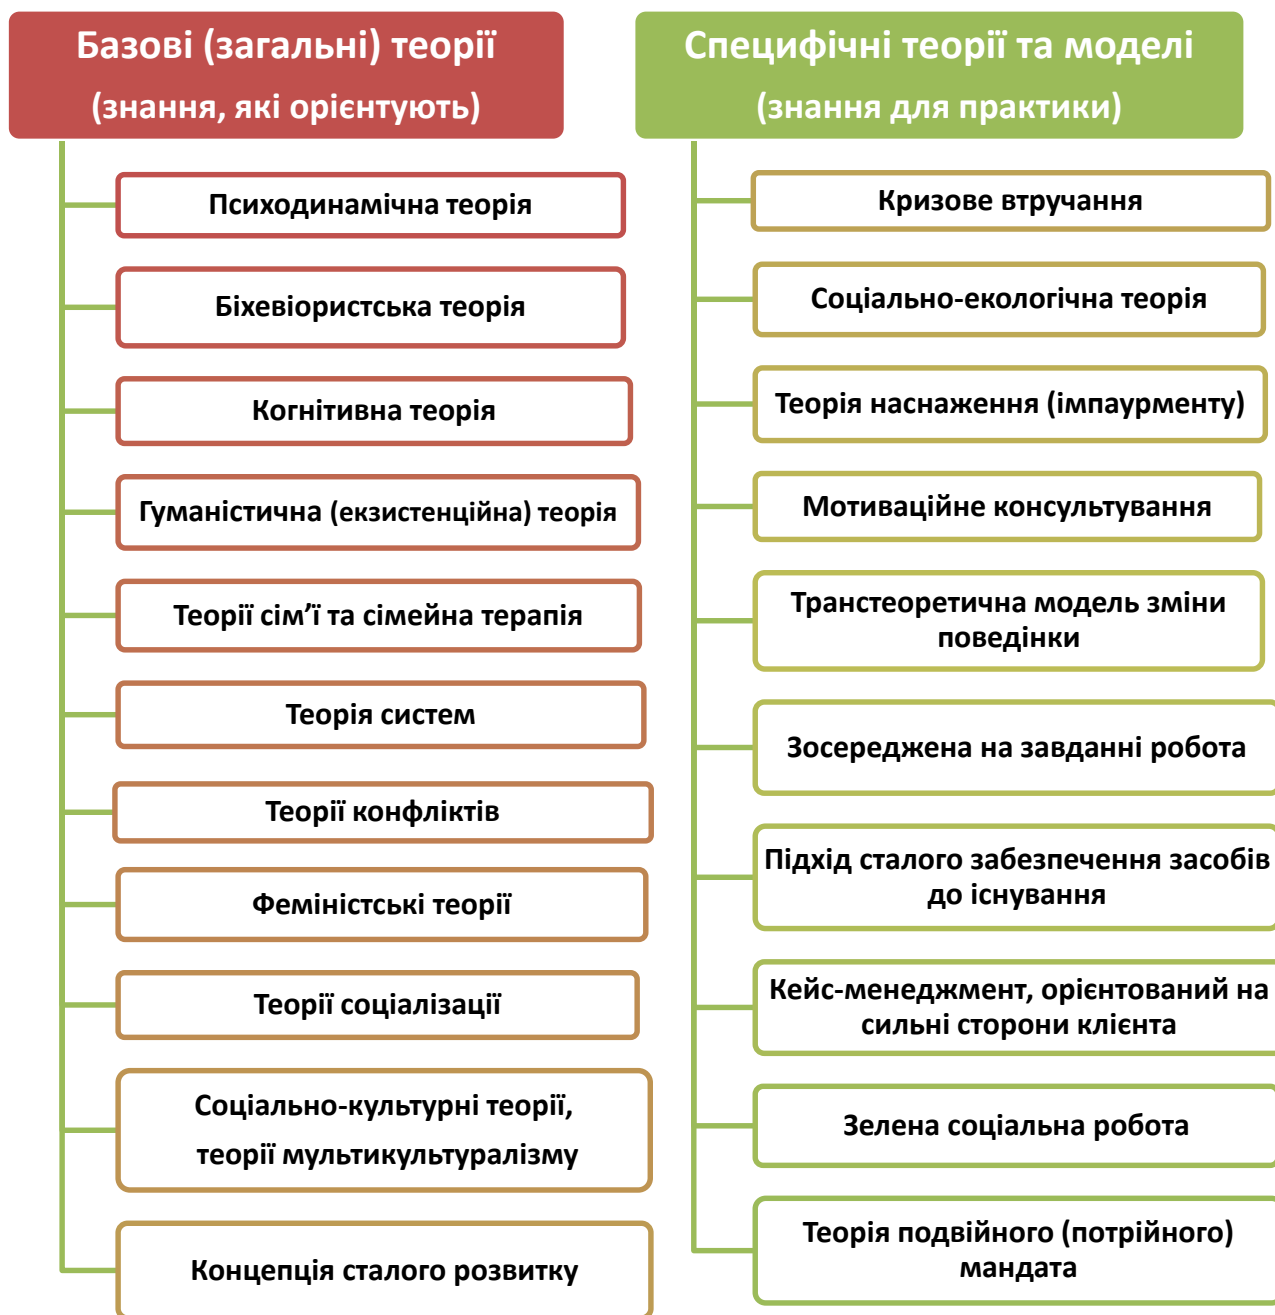 Базові (загальні) теорії
(знання, які орієнтують)
Психодинамічна теорія
Біхевіористська теорія
Когнітивна теорія
Гуманістична (екзистенційна) теорія
Теорії сім’ї та сімейна терапія
Теорія систем
Теорії конфліктів
Феміністські теорії
Теорії соціалізації
Соціально-культурні теорії,
теорії мультикультуралізму
Концепція сталого розвитку
Специфічні теорії та моделі
(знання для практики)
Кризове втручання
Соціально-екологічна теорія
Теорія наснаження (імпаурменту)
Мотиваційне консультування
Транстеоретична модель зміни
поведінки
Зосереджена на завданні робота
Підхід сталого забезпечення засобів
до існування
Кейс-менеджмент, орієнтований на
сильні сторони клієнта
Зелена соціальна робота
Теорія подвійного (потрійного)
мандата